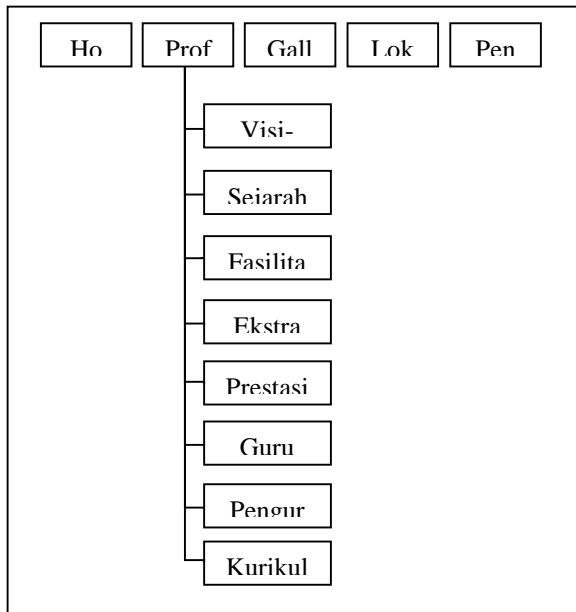 Ho Prof Gall Lok Pen
Visi-
Sejarah
Fasilita
Ekstra
Prestasi
Guru
Pengur
Kurikul